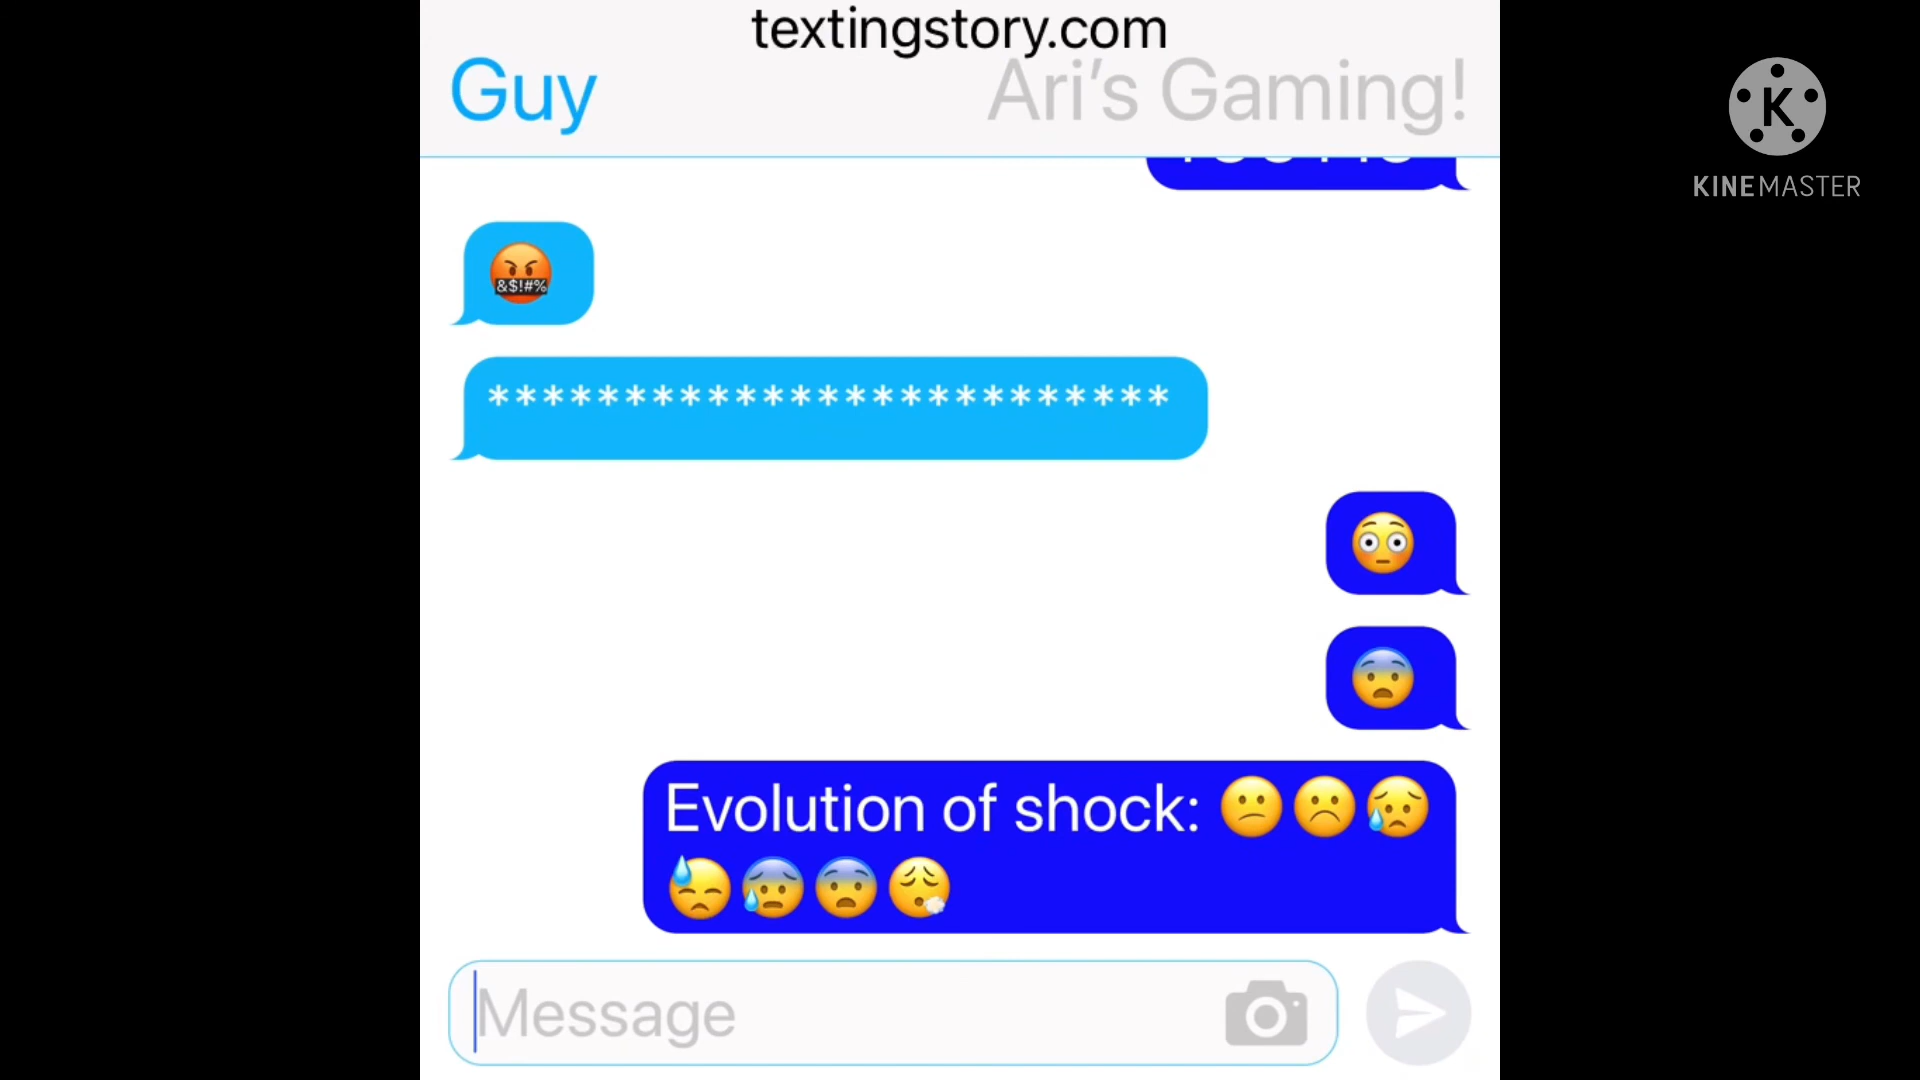 textingstory.com
Guy
Ari's Gaming!
K
KINEMASTER
🤬
*************************
😳
😨
Evolution of shock: 😕☹️😥
😓😰😨😮‍💨
Message